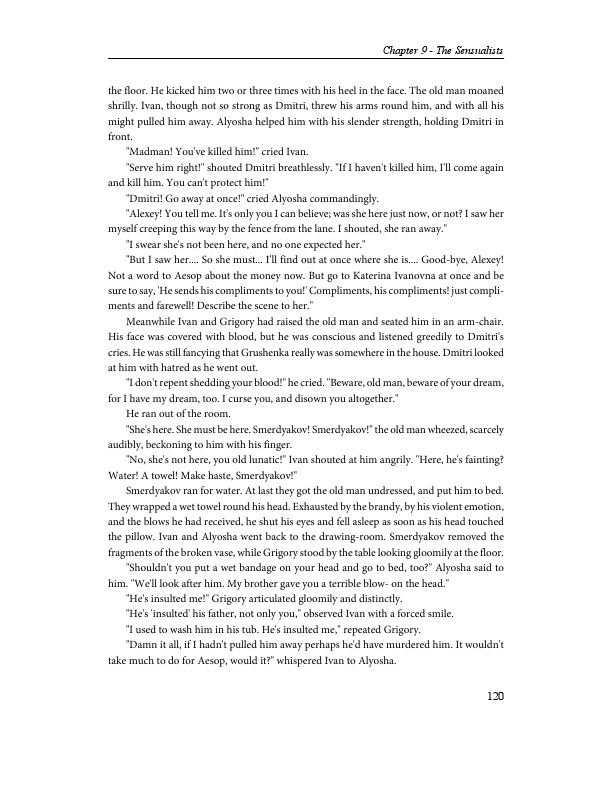 Chapter 9 - The Sensualists
the floor. He kicked him two or three times with his heel in the face. The old man moaned
shrilly. Ivan, though not so strong as Dmitri, threw his arms round him, and with all his
might pulled him away. Alyosha helped him with his slender strength, holding Dmitri in
front.
"Madman! You've killed him!" cried Ivan.
"Serve him right!" shouted Dmitri breathlessly. "If I haven't killed him, I'll come again
and kill him. You can't protect him!"
"Dmitri! Go away at once!" cried Alyosha commandingly.
"Alexey! You tell me. It's only you I can believe; was she here just now, or not? I saw her
myself creeping this way by the fence from the lane. I shouted, she ran away."
"I swear she's not been here, and no one expected her."
"But I saw her.... So she must... I'll find out at once where she is.... Good-bye, Alexey!
Not a word to Aesop about the money now. But go to Katerina Ivanovna at once and be
sure to say, 'He sends his compliments to you!' Compliments, his compliments! just compli-
ments and farewell! Describe the scene to her."
Meanwhile Ivan and Grigory had raised the old man and seated him in an arm-chair.
His face was covered with blood, but he was conscious and listened greedily to Dmitri's
cries. He was still fancying that Grushenka really was somewhere in the house. Dmitri looked
at him with hatred as he went out.
"I don't repent shedding your blood!" he cried. "Beware, old man, beware of your dream,
for I have my dream, too. I curse you, and disown you altogether."
He ran out of the room.
"She's here. She must be here. Smerdyakov! Smerdyakov!" the old man wheezed, scarcely
audibly, beckoning to him with his finger.
"No, she's not here, you old lunatic!" Ivan shouted at him angrily. "Here, he's fainting?
Water! A towel! Make haste, Smerdyakov!"
Smerdyakov ran for water. At last they got the old man undressed, and put him to bed.
They wrapped a wet towel round his head. Exhausted by the brandy, by his violent emotion,
and the blows he had received, he shut his eyes and fell asleep as soon as his head touched
the pillow. Ivan and Alyosha went back to the drawing-room. Smerdyakov removed the
fragments of the broken vase, while Grigory stood by the table looking gloomily at the floor.
"Shouldn't you put a wet bandage on your head and go to bed, too?" Alyosha said to
him. "We'll look after him. My brother gave you a terrible blow- on the head."
"He's insulted me!" Grigory articulated gloomily and distinctly.
"He's 'insulted' his father, not only you," observed Ivan with a forced smile.
"I used to wash him in his tub. He's insulted me," repeated Grigory.
"Damn it all, if I hadn't pulled him away perhaps he'd have murdered him. It wouldn't
take much to do for Aesop, would it?" whispered Ivan to Alyosha.
120